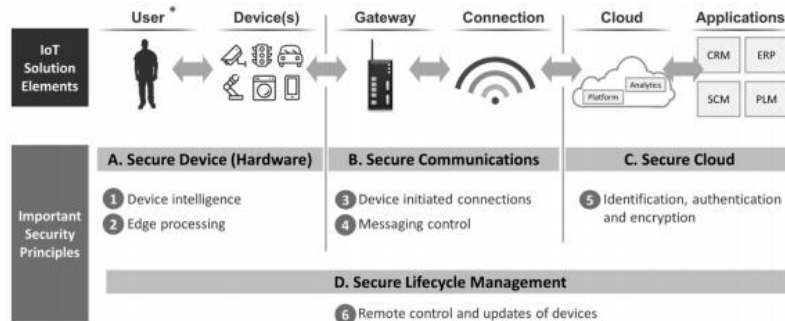 User * Device(s) Gateway Connection Cloud Applications
IoT
Solution
Elements
CRM ERP
Analytics
Platform
SCM PLM
A. Secure Device (Hardware) B. Secure Communications C. Secure Cloud
Important
Security
Principles
1 Device intelligence
2 Edge processing
3 Device initiated connections
4 Messaging control
5 Identification, authentication
and encryption
D. Secure Lifecycle Management
6 Remote control and updates of devices